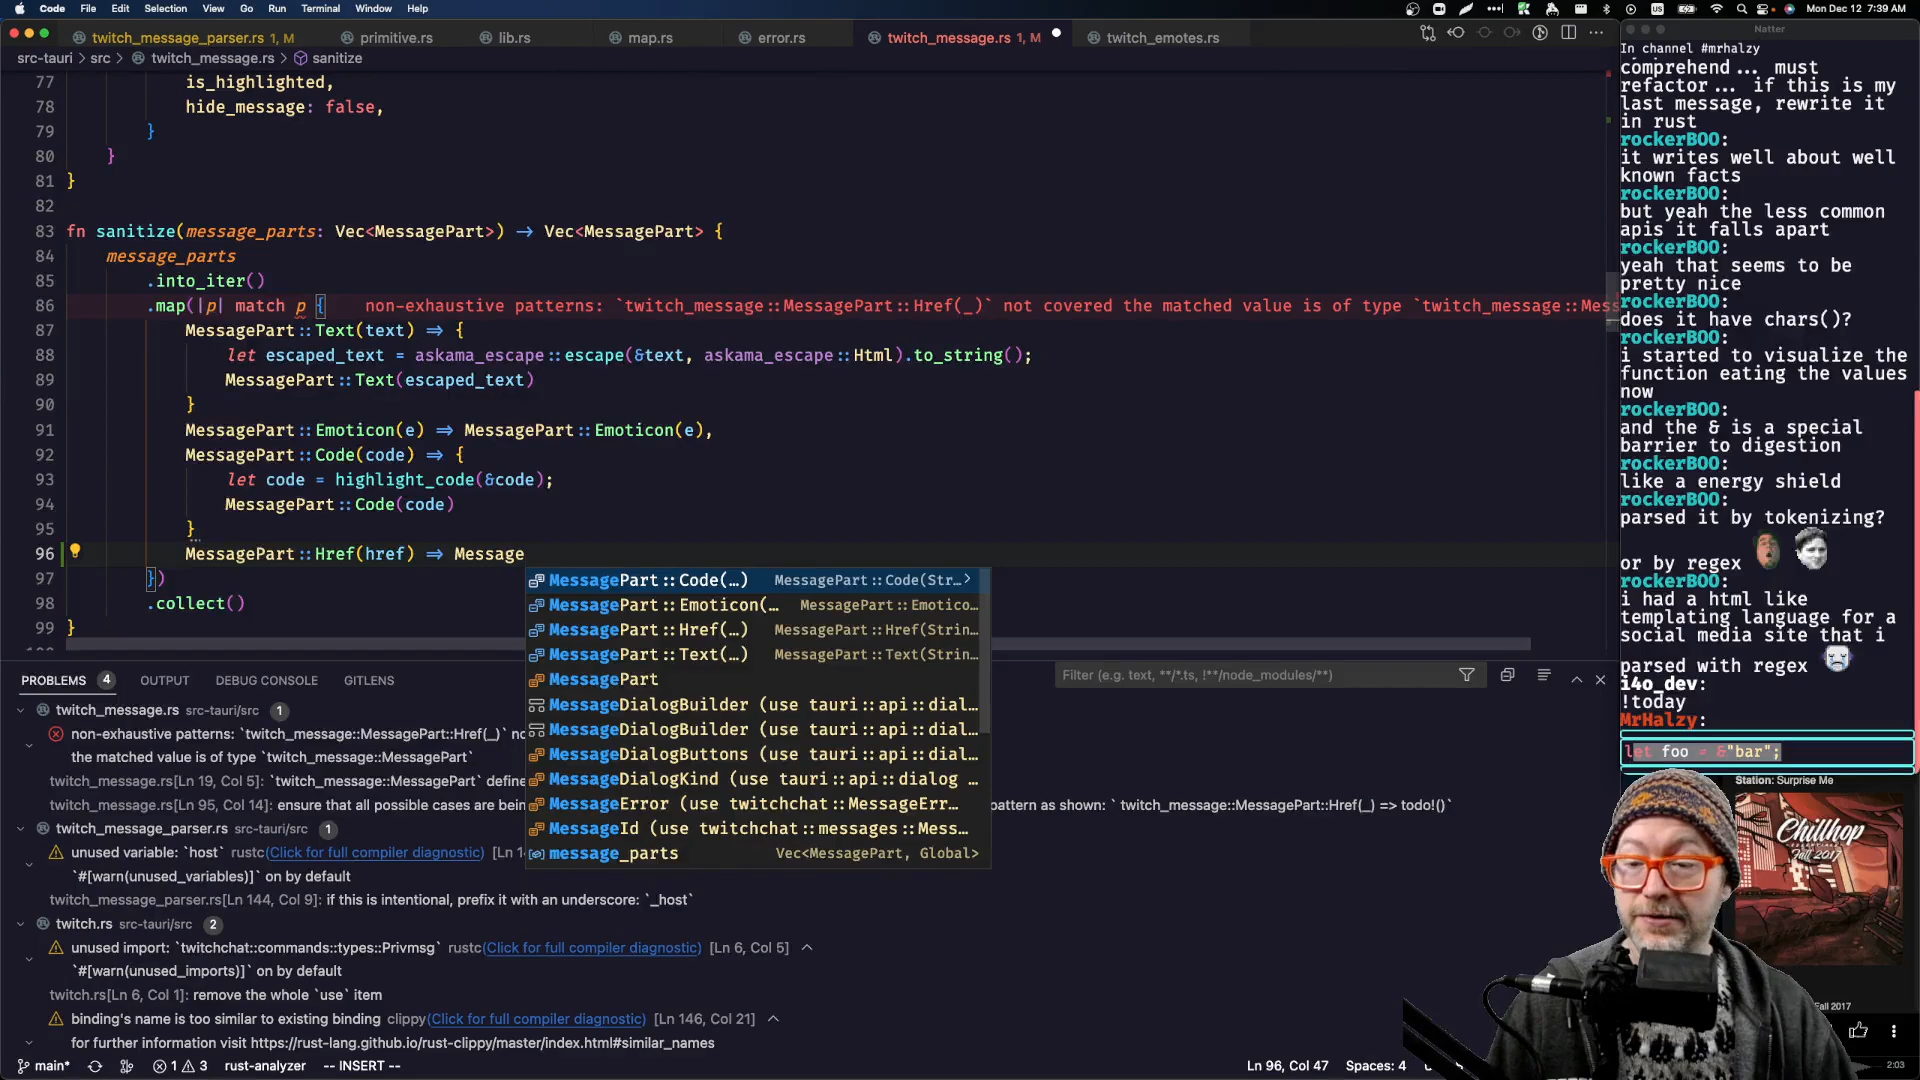 Code File Edit Selection View Go Run Terminal Window Help
Mon Dec 12 7:39 AM
twitch_message_parser.rs 1, M
primitive.rs
lib.rs
map.rs
error.rs
twitch_message.rs 1, M
twitch_emotes.rs
src-tauri > src > twitch_message.rs > sanitize
77 is_highlighted,
78 hide_message: false,
79 }
80 }
81 }
82
83 fn sanitize(message_parts: Vec<MessagePart>) → Vec<MessagePart> {
84 message_parts
85 .into_iter()
86 .map(|p| match p { non-exhaustive patterns: `twitch_message::MessagePart::Href(_)` not covered the matched value is of type `twitch_message::Mess
87 MessagePart::Text(text) ⇒ {
88 let escaped_text = askama_escape::escape(&text, askama_escape::Html).to_string();
89 MessagePart::Text(escaped_text)
90 }
91 MessagePart::Emoticon(e) ⇒ MessagePart::Emoticon(e),
92 MessagePart::Code(code) ⇒ {
93 let code = highlight_code(&code);
94 MessagePart::Code(code)
95 }
96 MessagePart::Href(href) ⇒ Message
97 })
98 .collect()
99 }
MessagePart::Code(…) MessagePart::Code(Str…>
MessagePart::Emoticon(… MessagePart::Emotico…
MessagePart::Href(…) MessagePart::Href(Strin…
MessagePart::Text(…) MessagePart::Text(Strin…
MessagePart
MessageDialogBuilder (use tauri::api::dial…
MessageDialogBuilder (use tauri::api::dial…
MessageDialogButtons (use tauri::api::dial…
MessageDialogKind (use tauri::api::dialog …
MessageError (use twitchchat::MessageErr…
MessageId (use twitchchat::messages::Mess…
message_parts Vec<MessagePart, Global>
PROBLEMS 4 OUTPUT DEBUG CONSOLE GITLENS
Filter (e.g. text, **/*.ts, !**/node_modules/**)
twitch_message.rs src-tauri/src 1
non-exhaustive patterns: `twitch_message::MessagePart::Href(_)` no
the matched value is of type `twitch_message::MessagePart`
twitch_message.rs[Ln 19, Col 5]: `twitch_message::MessagePart` define
twitch_message.rs[Ln 95, Col 14]: ensure that all possible cases are bein
pattern as shown: ` twitch_message::MessagePart::Href(_) => todo!()`
twitch_message_parser.rs src-tauri/src 1
unused variable: `host` rustc(Click for full compiler diagnostic) [Ln 1
`#[warn(unused_variables)]` on by default
twitch_message_parser.rs[Ln 144, Col 9]: if this is intentional, prefix it with an underscore: `_host`
twitch.rs src-tauri/src 2
unused import: `twitchchat::commands::types::Privmsg` rustc(Click for full compiler diagnostic) [Ln 6, Col 5]
`#[warn(unused_imports)]` on by default
twitch.rs[Ln 6, Col 1]: remove the whole `use` item
binding's name is too similar to existing binding clippy(Click for full compiler diagnostic) [Ln 146, Col 21]
for further information visit https://rust-lang.github.io/rust-clippy/master/index.html#similar_names
main* 1 3 rust-analyzer -- INSERT --
Ln 96, Col 47 Spaces: 4
Natter
In channel #mrhalzy
comprehend... must
refactor... if this is my
last message, rewrite it
in rust
rockerBOO:
it writes well about well
known facts
rockerBOO:
but yeah the less common
apis it falls apart
rockerBOO:
yeah that seems to be
pretty nice
rockerBOO:
does it have chars()?
rockerBOO:
i started to visualize the
function eating the values
now
rockerBOO:
and the & is a special
barrier to digestion
rockerBOO:
like a energy shield
rockerBOO:
parsed it by tokenizing?
or by regex
rockerBOO:
i had a html like
templating language for a
social media site that i
parsed with regex
i4o_dev:
!today
MrHalzy:
let foo = &"bar";
Station: Surprise Me
Chillhop
ESSENTIALS
Fall 2017
Fall 2017
2:03